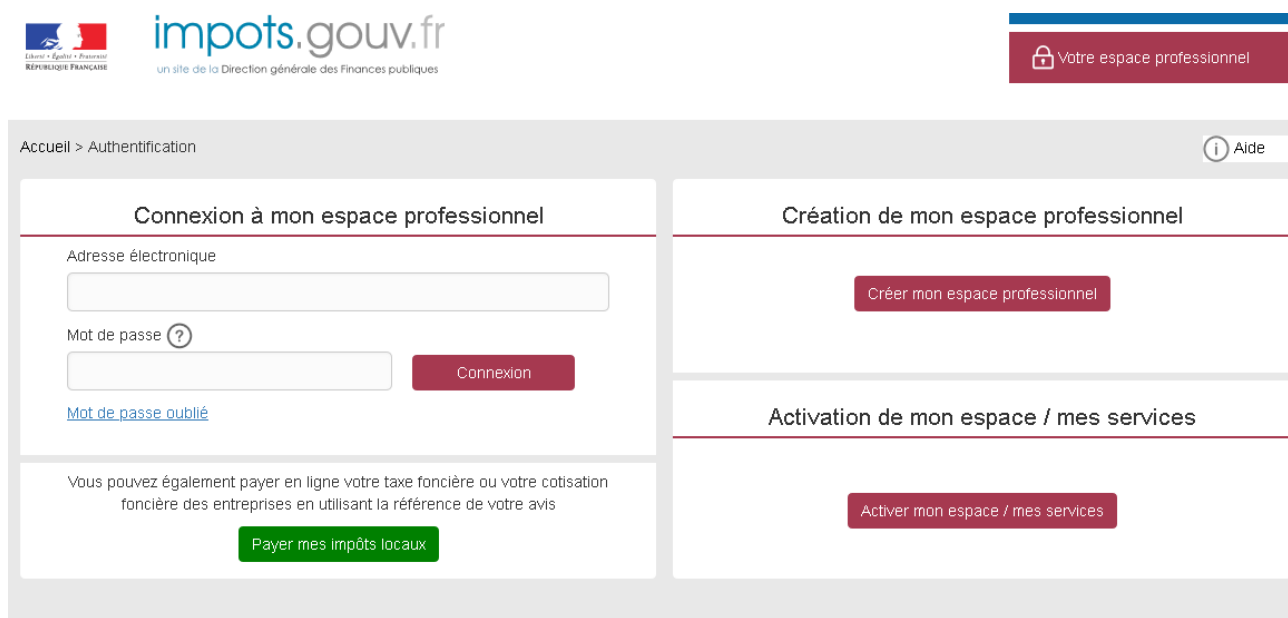 Liberté • Égalité • Fraternité
RÉPUBLIQUE FRANÇAISE
impots.gouv.fr
un site de la Direction générale des Finances publiques
Votre espace professionnel
Accueil > Authentification
Aide
Connexion à mon espace professionnel
Adresse électronique
Mot de passe ?
Connexion
Mot de passe oublié
Vous pouvez également payer en ligne votre taxe foncière ou votre cotisation
foncière des entreprises en utilisant la référence de votre avis
Payer mes impôts locaux
Création de mon espace professionnel
Créer mon espace professionnel
Activation de mon espace / mes services
Activer mon espace / mes services